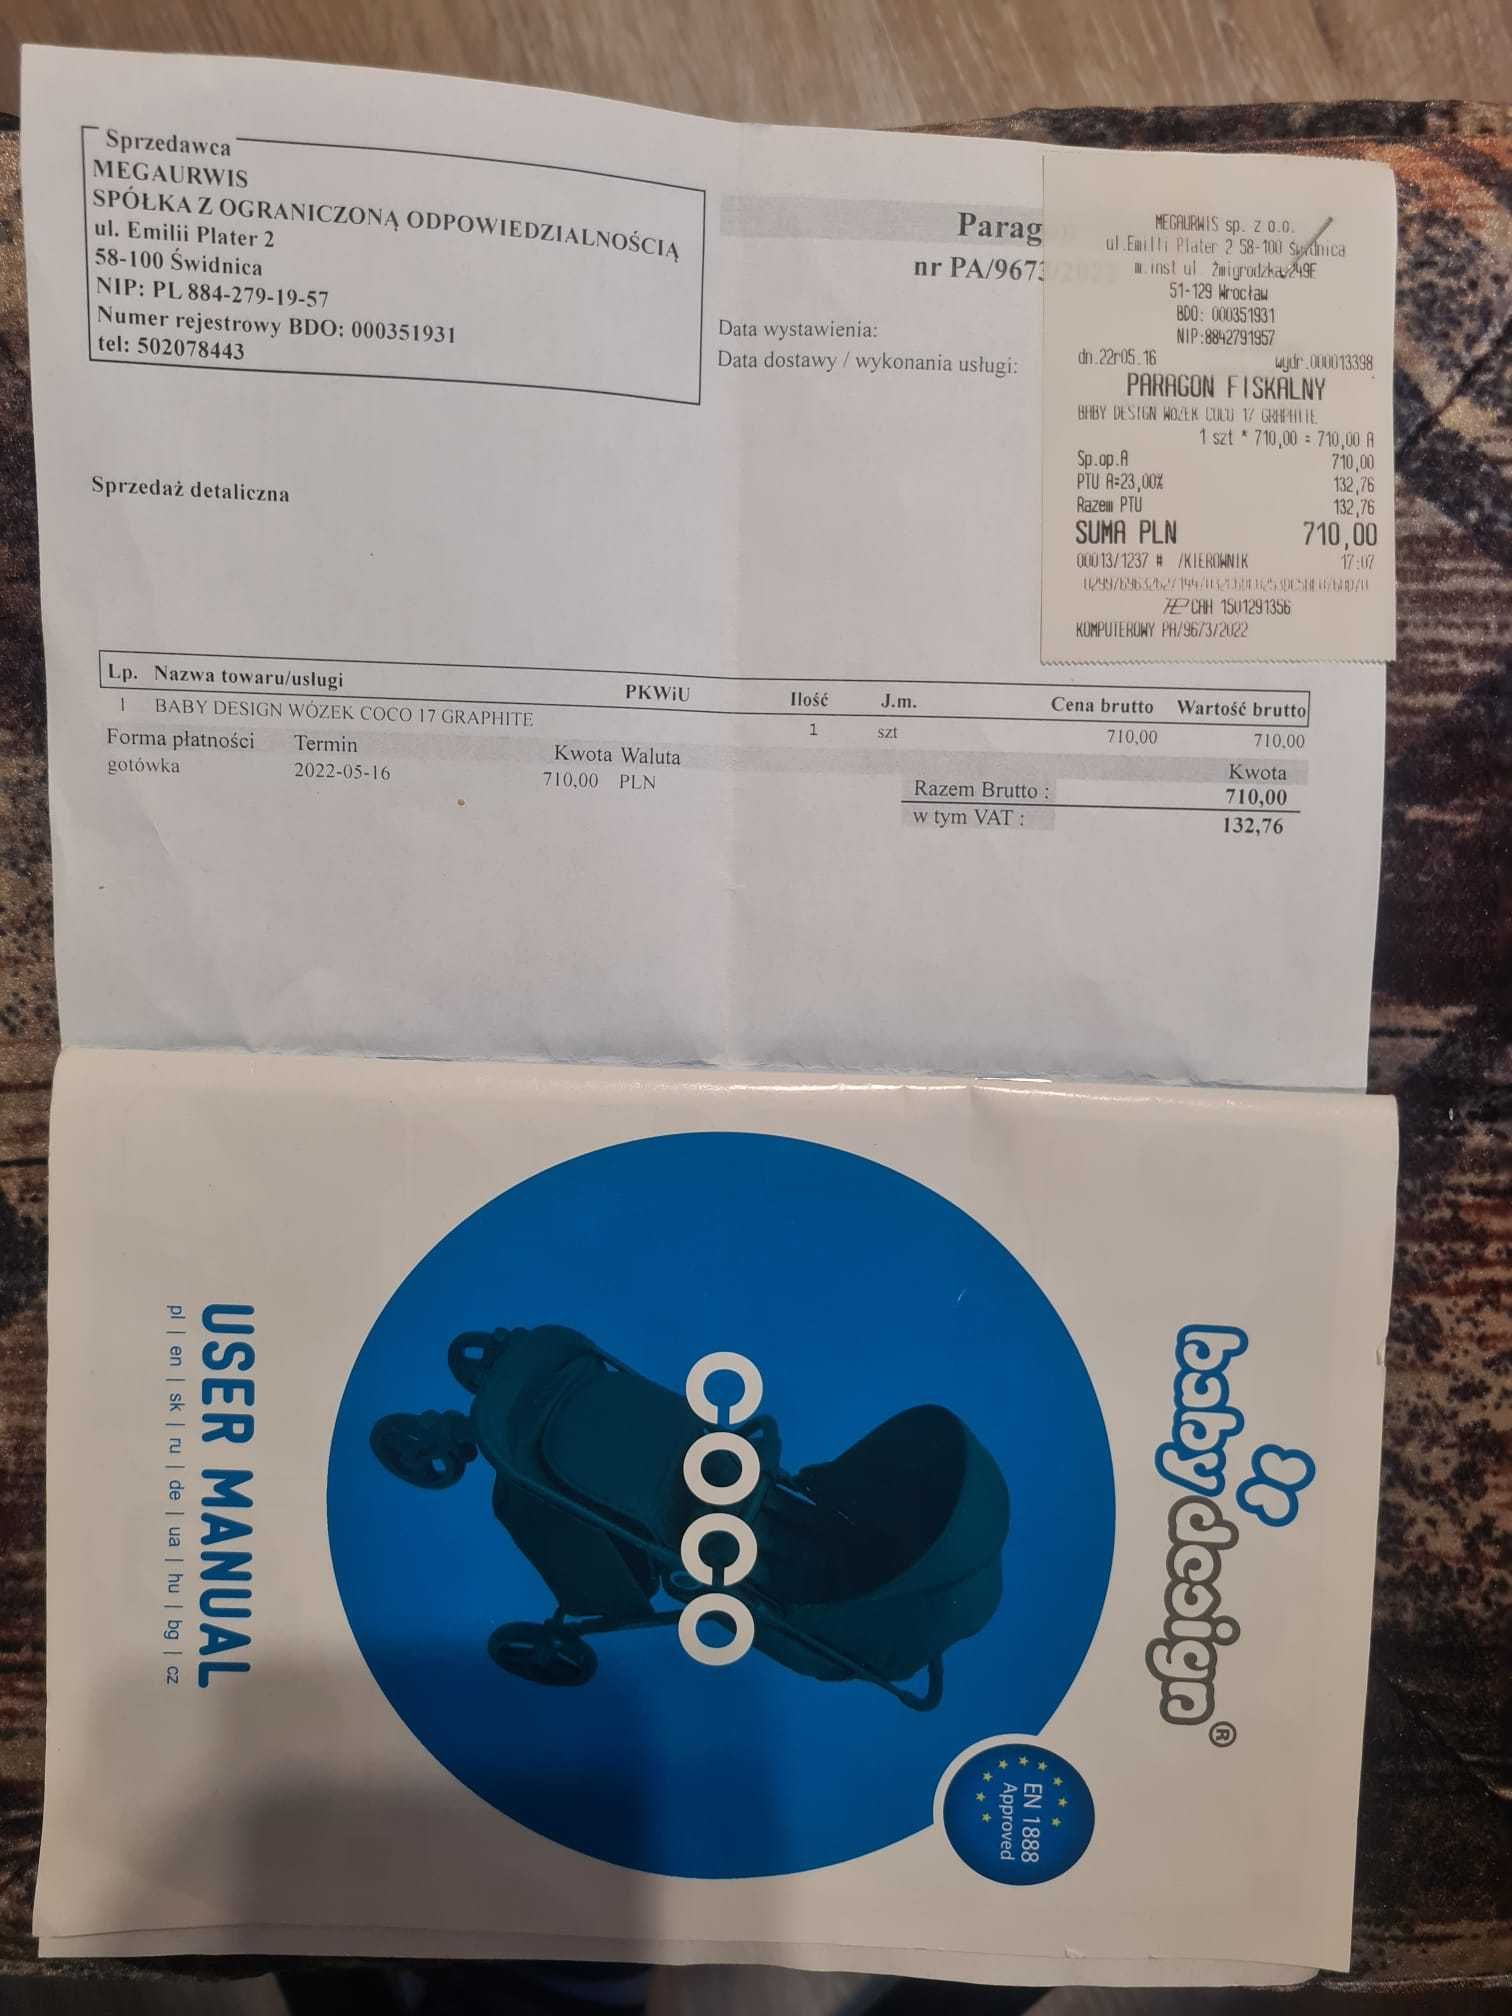 Sprzedawca
MEGAURWIS
SPÓŁKA Z OGRANICZONĄ ODPOWIEDZIALNOŚCIĄ
ul. Emilii Plater 2
58-100 Świdnica
NIP: PL 884-279-19-57
Numer rejestrowy BDO: 000351931
tel: 502078443
Parag
nr PA/9673
Data wystawienia:
Data dostawy / wykonania usługi:
MEGAURWIS sp. z o.o.
ul.Emilli Plater 2 58-100 Świdnica
m.inst ul. Żmigrodzka 249E
51-129 Wrocław
BDO: 000351931
NIP:8842791957
dn.22r05.16 wydr.000013398
PARAGON FISKALNY
BABY DESIGN WÓZEK COCO 17 GRAPHITE
1 szt * 710,00 = 710,00 A
Sp.op.A 710,00
PTU A=23,00% 132,76
Razem PTU 132,76
SUMA PLN 710,00
00013/1237 # /KIEROWNIK 17:07
CAH 1501291356
KOMPUTEROWY PA/9673/2022
Sprzedaż detaliczna
Lp. Nazwa towaru/usługi PKWiU Ilość J.m. Cena brutto Wartość brutto
1 BABY DESIGN WÓZEK COCO 17 GRAPHITE 1 szt 710,00 710,00
Forma płatności Termin Kwota Waluta Kwota
gotówka 2022-05-16 710,00 PLN
Razem Brutto : 710,00
w tym VAT : 132,76
baby design®
coco
EN 1888
Approved
USER MANUAL
pl | en | sk | ru | de | ua | hu | bg | cz